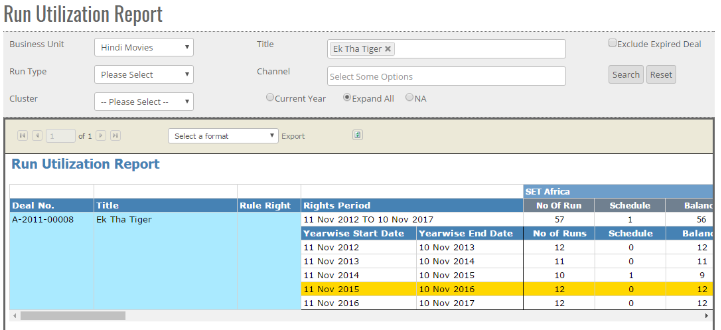 Run Utilization Report
Business Unit Hindi Movies Title Ek Tha Tiger × Exclude Expired Deal
Run Type Please Select Channel Select Some Options Search Reset
Cluster -- Please Select -- Current Year Expand All NA
1 of 1 Select a format Export
Run Utilization Report
SET Africa
Deal No. Title Rule Right Rights Period No Of Run Schedule Balanc
A-2011-00008 Ek Tha Tiger 11 Nov 2012 TO 10 Nov 2017 57 1 56
Yearwise Start Date Yearwise End Date No of Runs Schedule Balanc
11 Nov 2012 10 Nov 2013 12 0 12
11 Nov 2013 10 Nov 2014 11 0 11
11 Nov 2014 10 Nov 2015 10 1 9
11 Nov 2015 10 Nov 2016 12 0 12
11 Nov 2016 10 Nov 2017 12 0 12